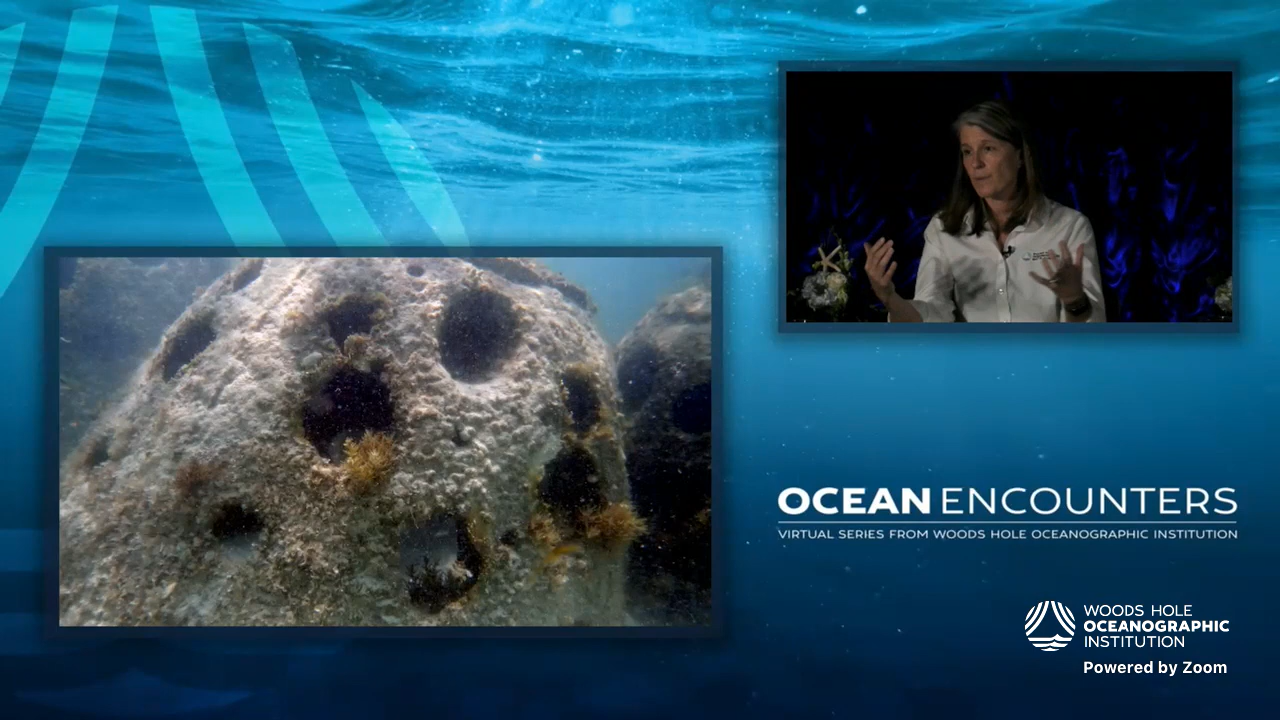 OCEAN ENCOUNTERS
VIRTUAL SERIES FROM WOODS HOLE OCEANOGRAPHIC INSTITUTION
WOODS HOLE
OCEANOGRAPHIC
INSTITUTION
Powered by Zoom